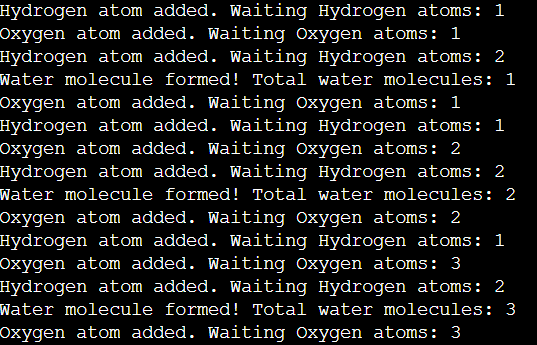 Hydrogen atom added. Waiting Hydrogen atoms: 1
Oxygen atom added. Waiting Oxygen atoms: 1
Hydrogen atom added. Waiting Hydrogen atoms: 2
Water molecule formed! Total water molecules: 1
Oxygen atom added. Waiting Oxygen atoms: 1
Hydrogen atom added. Waiting Hydrogen atoms: 1
Oxygen atom added. Waiting Oxygen atoms: 2
Hydrogen atom added. Waiting Hydrogen atoms: 2
Water molecule formed! Total water molecules: 2
Oxygen atom added. Waiting Oxygen atoms: 2
Hydrogen atom added. Waiting Hydrogen atoms: 1
Oxygen atom added. Waiting Oxygen atoms: 3
Hydrogen atom added. Waiting Hydrogen atoms: 2
Water molecule formed! Total water molecules: 3
Oxygen atom added. Waiting Oxygen atoms: 3